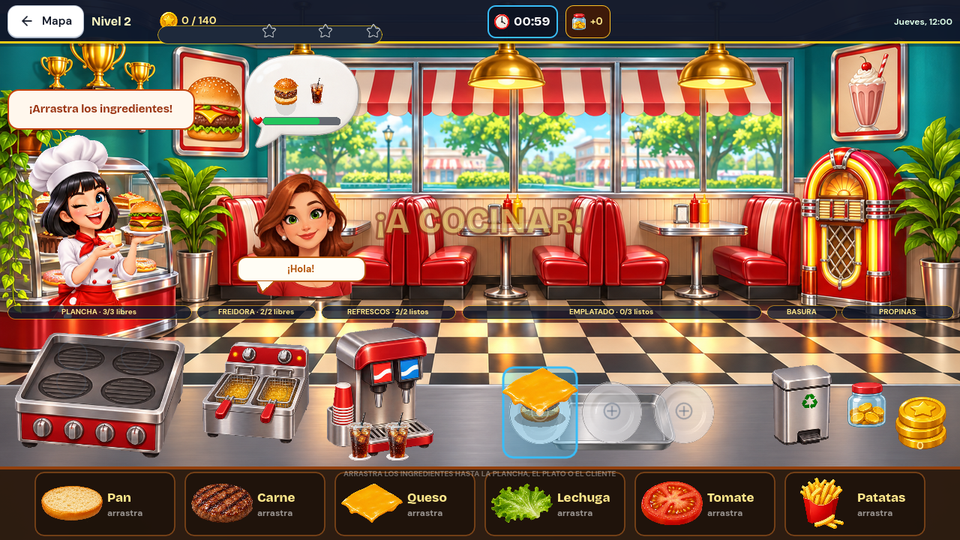 Mapa
Nivel 2
0 / 140
00:59
+0
Jueves, 12:00
¡Arrastra los ingredientes!
¡A COCINAR!
¡Hola!
PLANCHA · 3/3 libres
FREIDORA · 2/2 libres
REFRESCOS · 2/2 listos
EMPLATADO · 0/3 listos
BASURA
PROPINAS
ARRASTRA LOS INGREDIENTES HASTA LA PLANCHA, EL PLATO O EL CLIENTE
Pan
arrastra
Carne
arrastra
Queso
arrastra
Lechuga
arrastra
Tomate
arrastra
Patatas
arrastra